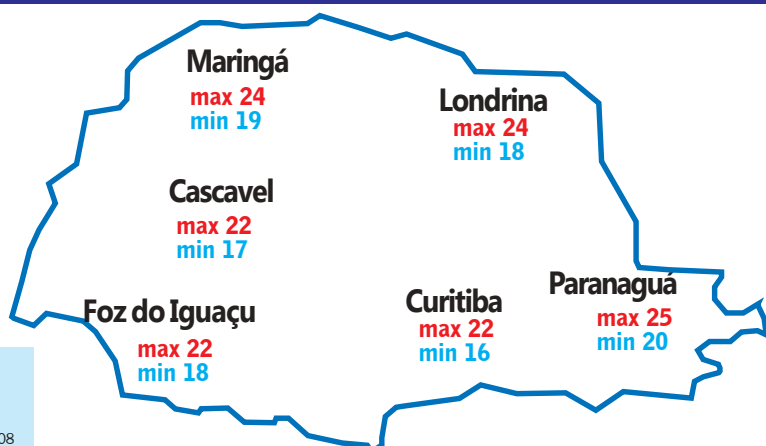 Maringá
max 24
min 19
Londrina
max 24
min 18
Cascavel
max 22
min 17
Foz do Iguaçu
max 22
min 18
Curitiba
max 22
min 16
Paranaguá
max 25
min 20
08